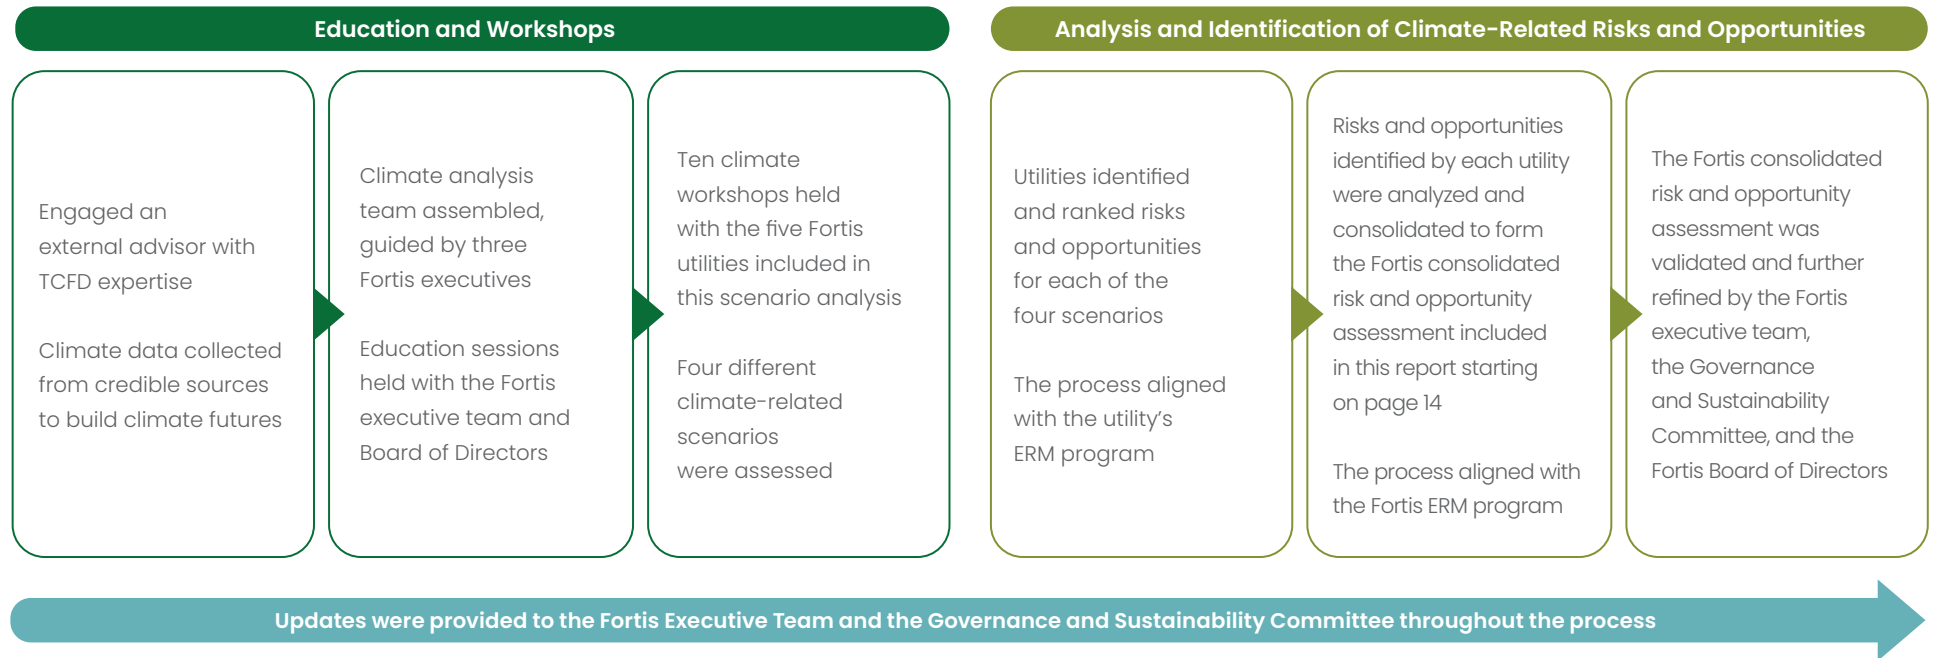 Education and Workshops
Engaged an
external advisor with
TCFD expertise
Climate data collected
from credible sources
to build climate futures
Climate analysis
team assembled,
guided by three
Fortis executives
Education sessions
held with the Fortis
executive team and
Board of Directors
Ten climate
workshops held
with the five Fortis
utilities included in
this scenario analysis
Four different
climate-related
scenarios
were assessed
Analysis and Identification of Climate-Related Risks and Opportunities
Utilities identified
and ranked risks
and opportunities
for each of the
four scenarios
The process aligned
with the utility’s
ERM program
Risks and opportunities
identified by each utility
were analyzed and
consolidated to form
the Fortis consolidated
risk and opportunity
assessment included
in this report starting
on page 14
The process aligned with
the Fortis ERM program
The Fortis consolidated
risk and opportunity
assessment was
validated and further
refined by the Fortis
executive team,
the Governance
and Sustainability
Committee, and the
Fortis Board of Directors
Updates were provided to the Fortis Executive Team and the Governance and Sustainability Committee throughout the process